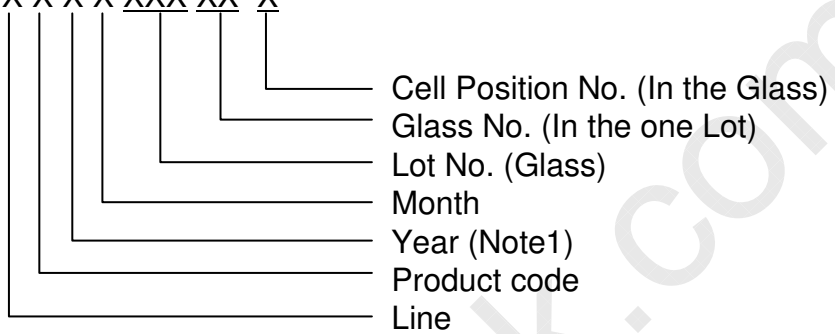 X X X X XXX XX X
Cell Position No. (In the Glass)
Glass No. (In the one Lot)
Lot No. (Glass)
Month
Year (Note1)
Product code
Line